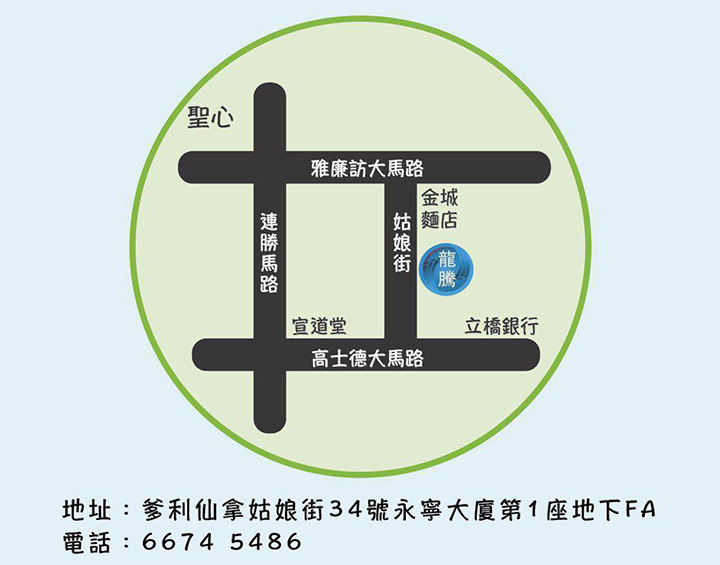 聖心
雅廉訪大馬路
金城
麵店
連勝馬路
姑娘街
龍騰
宣道堂
立橋銀行
高士德大馬路
地址：爹利仙拿姑娘街34號永寧大廈第1座地下FA
電話：6674 5486